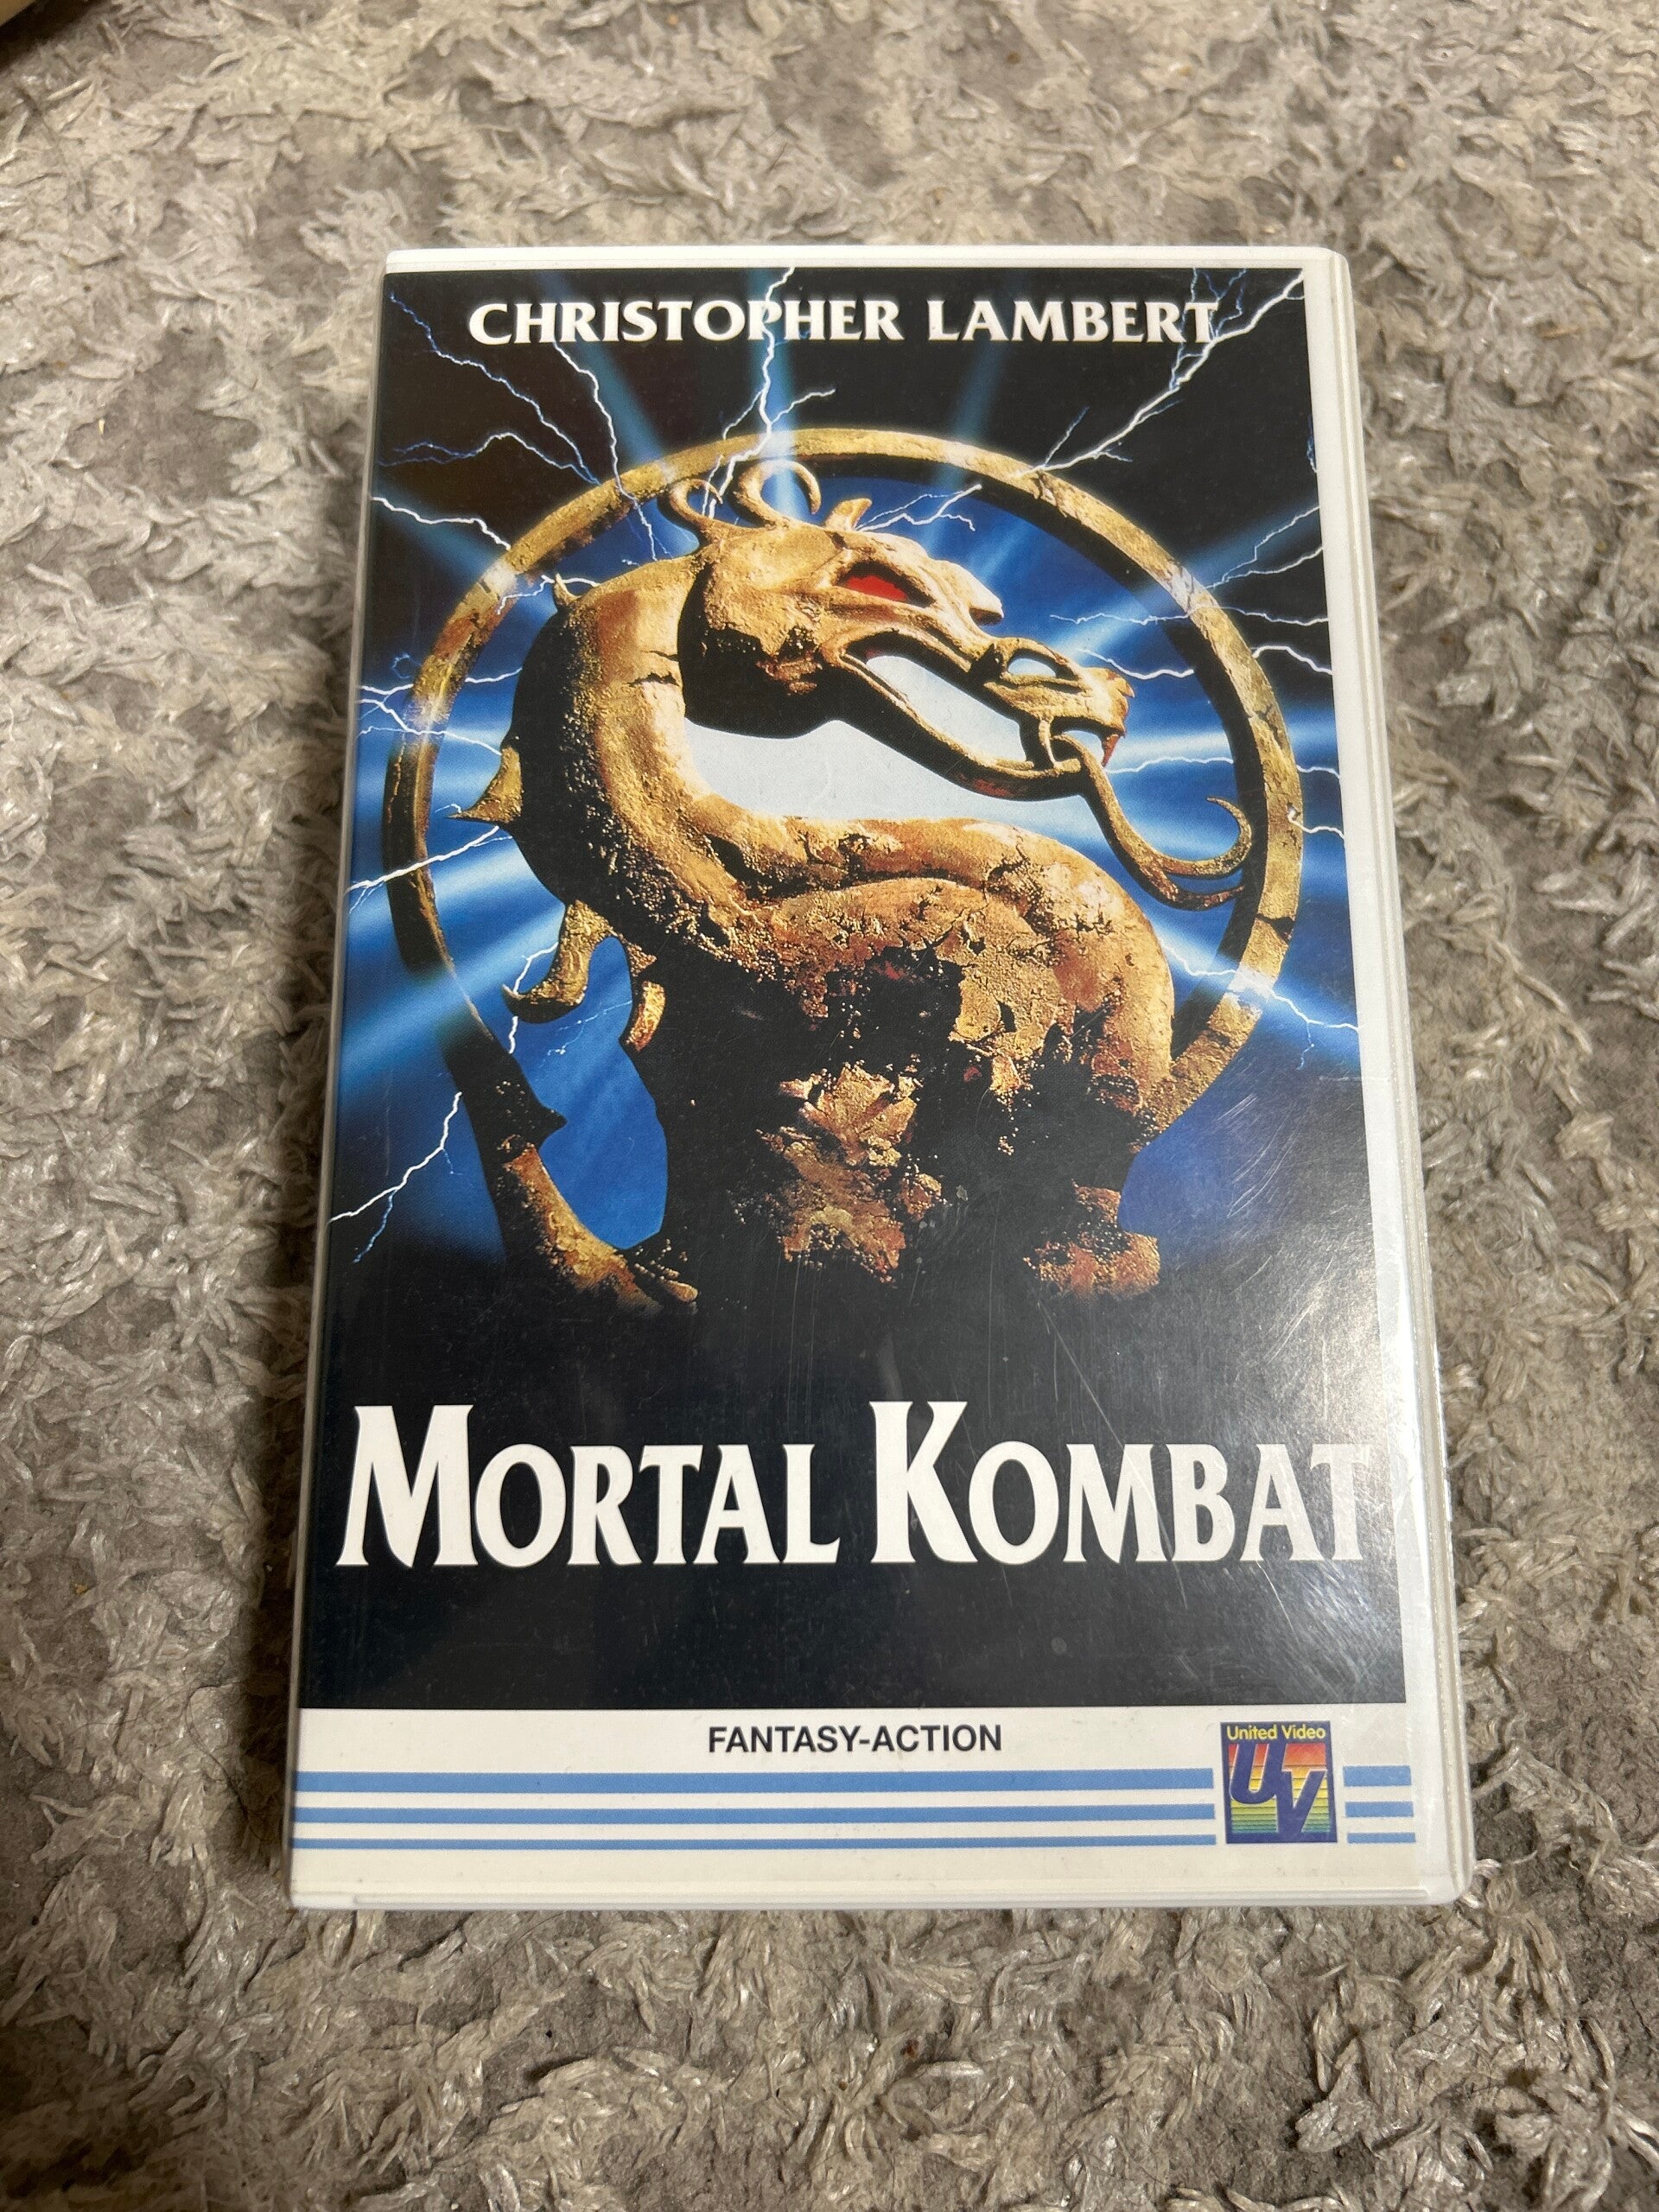 CHRISTOPHER LAMBERT
MORTAL KOMBAT
FANTASY-ACTION
United Video
UV